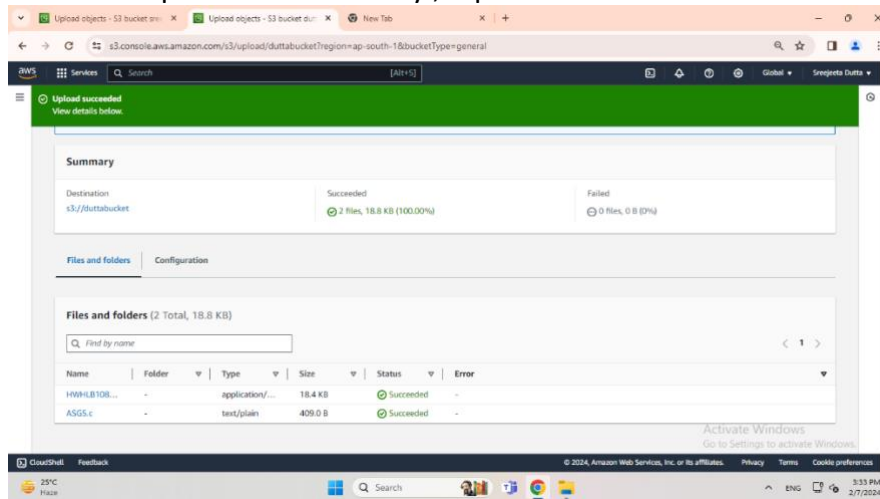 Upload objects - S3 bucket sre
Upload objects - S3 bucket dut
New Tab
s3.console.aws.amazon.com/s3/upload/duttabucket?region=ap-south-1&bucketType=general
aws
Services
Search
[Alt+S]
Global
Sreejeeta Dutta
Upload succeeded
View details below.
Summary
Destination Succeeded Failed
s3://duttabucket 2 files, 18.8 KB (100.00%) 0 files, 0 B (0%)
Files and folders Configuration
Files and folders (2 Total, 18.8 KB)
Find by name
1
Name Folder Type Size Status Error
HWHLB108... - application/... 18.4 KB Succeeded -
ASG5.c - text/plain 409.0 B Succeeded -
Activate Windows
Go to Settings to activate Windows.
CloudShell Feedback © 2024, Amazon Web Services, Inc. or its affiliates. Privacy Terms Cookie preferences
25°C
Haze
Search
ENG
3:33 PM
2/7/2024